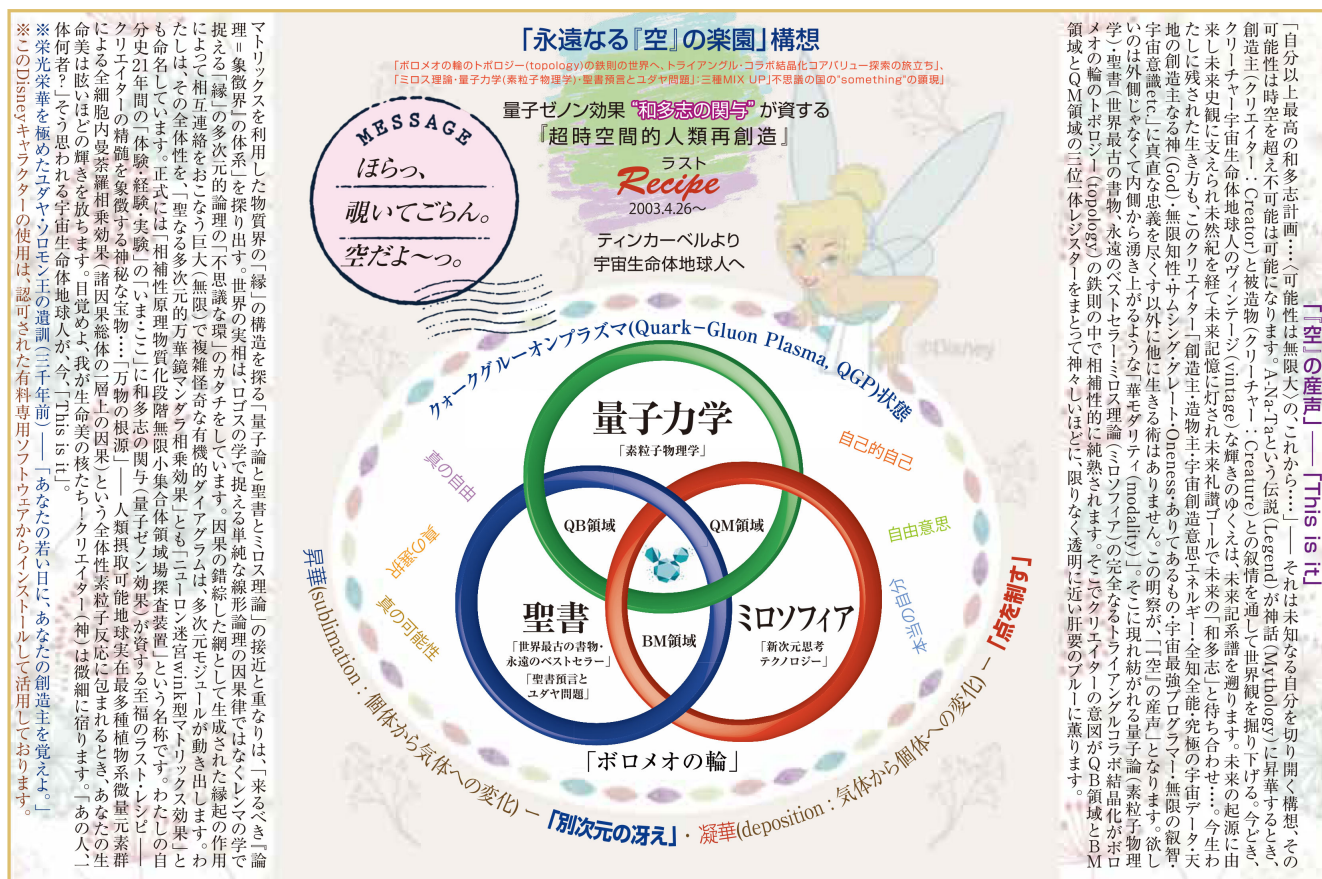 「『空』の産声」――「This is it」
「自分以上最高の和多志計画‥‥〈可能性は無限大〉の、これから‥‥」―― それは未知なる自分を切り開く構想、その
可能性は時空を超え不可能は可能になります。A-Na-Taという伝説(Legend)が神話(Mythology)に昇華するとき、
創造主(クリエイター：Creator)と被造物(クリーチャー：Creature)との叙情を通して世界観を掘り下げる。今どき、
クリーチャー宇宙生命体地球人のヴィンテージ(vintage)な輝きのゆくえは、未来記系譜を遡ります。未来の起源に由
来し未来史観に支えられ未然紀を経て未来記憶に灯され未来礼讃ゴールで未来の「和多志」と待ち合わせ‥‥。今生わ
たしに残された生き方も、このクリエイター「創造主・造物主・宇宙創造意思エネルギー・全知全能・究極の宇宙データ・天
地の創造主なる神(God)・無限知性・サムシング・グレート・Oneness・ありてあるもの・宇宙最強プログラマー・無限の叡智・
宇宙意識etc」に真直な忠義を尽くす以外に他に生きる術はありません。この明察が、「『空』の産声」となります。欲し
いのは外側じゃなくて内側から湧き上がるような「華モダリティ(modality)」。そこに現れ紡がれる量子論(素粒子物理
学)・聖書(世界最古の書物、永遠のベストセラー)・ミロス理論(ミロソフィア)の完全なるトライアングルコラボ結晶化がボロ
メオの輪のトポロジー(topology)の鉄則の中で相補性的に純熟されます。そこでクリエイターの意図がQB領域とBM
領域とQM領域の三位一体レジスターをまとって神々しいほどに、限りなく透明に近い肝要のブルーに薫ります。
「永遠なる『空』の楽園」構想
「ボロメオの輪のトポロジー(topology)の鉄則の世界へ、トライアングル・コラボ結晶化コアバリュー探索の旅立ち」、
「ミロス理論・量子力学(素粒子物理学)・聖書預言とユダヤ問題」：三種MIX UP」不思議の国の"something"の顕現」
量子ゼノン効果 "和多志の関与" が資する
『超時空間的人類再創造』
ラスト
Recipe
2003.4.26〜
ティンカーベルより
宇宙生命体地球人へ
MESSAGE
ほらっ、
覗いてごらん。
空だよ〜っ。
©Disney
クォークグルーオンプラズマ(Quark−Gluon Plasma, QGP)状態
量子力学
「素粒子物理学」
QB領域
QM領域
BM領域
聖書
「世界最古の書物・
永遠のベストセラー」
「聖書預言と
ユダヤ問題」
ミロソフィア
「新次元思考
テクノロジー」
「ボロメオの輪」
真の自由
真の選択
真の可能性
自己的自己
自由意思
本当の自分
昇華(sublimation：個体から気体への変化) ― 「別次元の冴え」・凝華(deposition：気体から個体への変化) ― 「点を制す」
マトリックスを利用した物質界の「縁」の構造を探る「量子論と聖書とミロス理論」の接近と重なりは、「来るべき『論
理＝象徴界』の体系」を探り出す。世界の実相は、ロゴスの学で捉える単純な線形論理の因果律ではなくレンマの学で
捉える「縁」の多次元的論理の「不思議な環」のカタチをしています。因果の錯綜した網として生成された縁起の作用
によって相互連絡をおこなう巨大(無限)で複雑怪奇な有機的ダイアグラムは、多次元モジュールが動き出します。わ
たしは、その全体性を、「聖なる多次元的万華鏡マンダラ相乗効果」とも「ニューロン迷宮wink型マトリックス効果」と
も命名しています。正式には「相補性原理物質化段階無限小集合体領域場探査装置」という名称です。わたしの自
分史21年間の「体験・経験・実験」の「いま・ここ」に和多志の関与(量子ゼノン効果)が資する至福のラスト・レシピ ――
クリエイターの精髄を象徴する神秘な宝物‥‥「万物の根源」―― 人類摂取可能地球実在最多種植物系微量元素群
による全細胞内曼荼羅相乗効果(諸因果総体の一層上の因果)という全体性素粒子反応に包まれるとき、あなたの生
命美は眩いほどの輝きを放ちます。目覚めよ、我が生命美の核たち〜クリエイター(神)は微細に宿ります。「あの人、一
体何者?」そう思われる宇宙生命体地球人が、今、「This is it」。
※栄光栄華を極めたユダヤ・ソロモン王の遺訓(三千年前)――「あなたの若い日に、あなたの創造主を覚えよ。」
※このDisneyキャラクターの使用は、認可された有料専用ソフトウェアからインストールして活用しております。